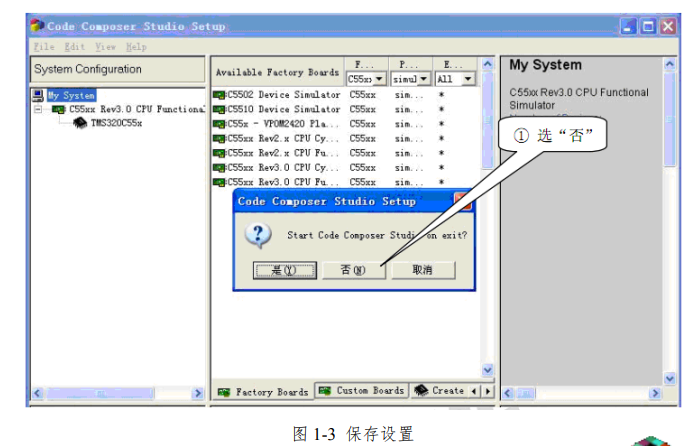 Code Composer Studio Setup
File Edit View Help
System Configuration
My System
C55xx Rev3.0 CPU Functional
TMS320C55x
Available Factory Boards F... P... E...
C55x) simul All
C5502 Device Simulator C55xx sim... *
C5510 Device Simulator C55xx sim... *
C55x - VPOM2420 Pla... C55xx sim... *
C55xx Rev2.x CPU Cy... C55xx sim... *
C55xx Rev2.x CPU Fu... C55xx sim... *
C55xx Rev3.0 CPU Cy... C55xx sim... *
C55xx Rev3.0 CPU Fu... C55xx sim... *
My System
C55xx Rev3.0 CPU Functional
Simulator
① 选“否”
Code Composer Studio Setup
Start Code Composer Studio on exit?
是(Y) 否(N) 取消
Factory Boards Custom Boards Create
图 1-3 保存设置